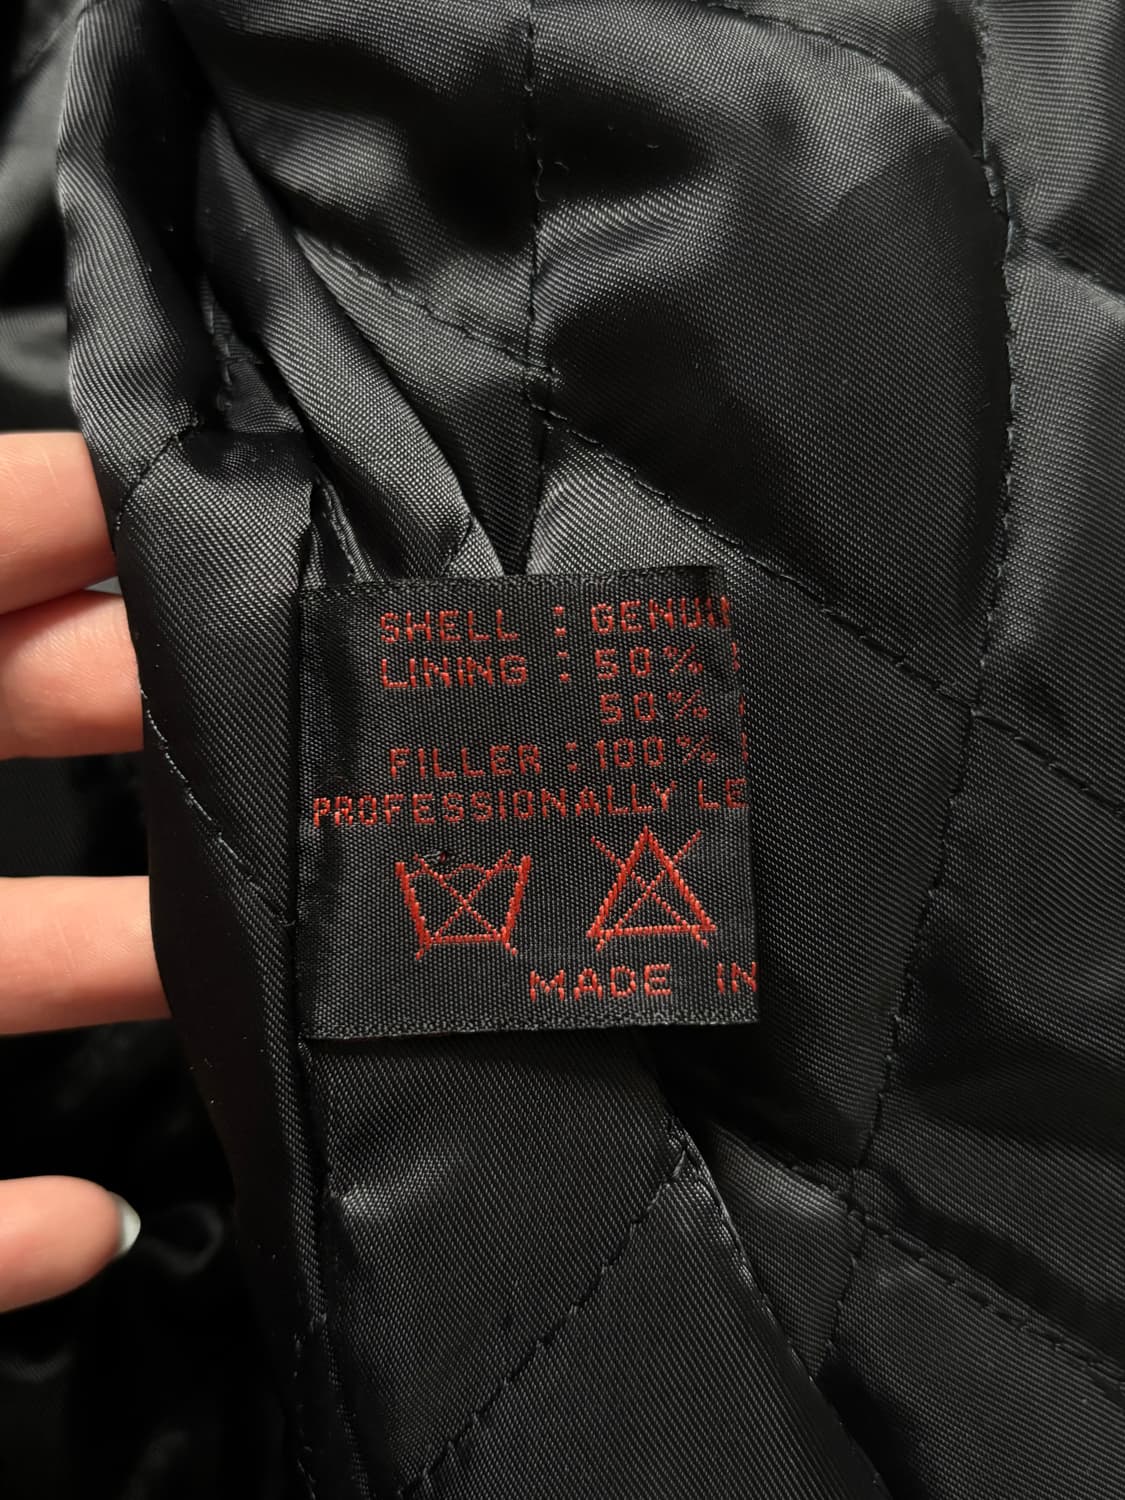 SHELL : GENUI
LINING : 50%
50%
FILLER : 100%
PROFESSIONALLY LE
MADE IN